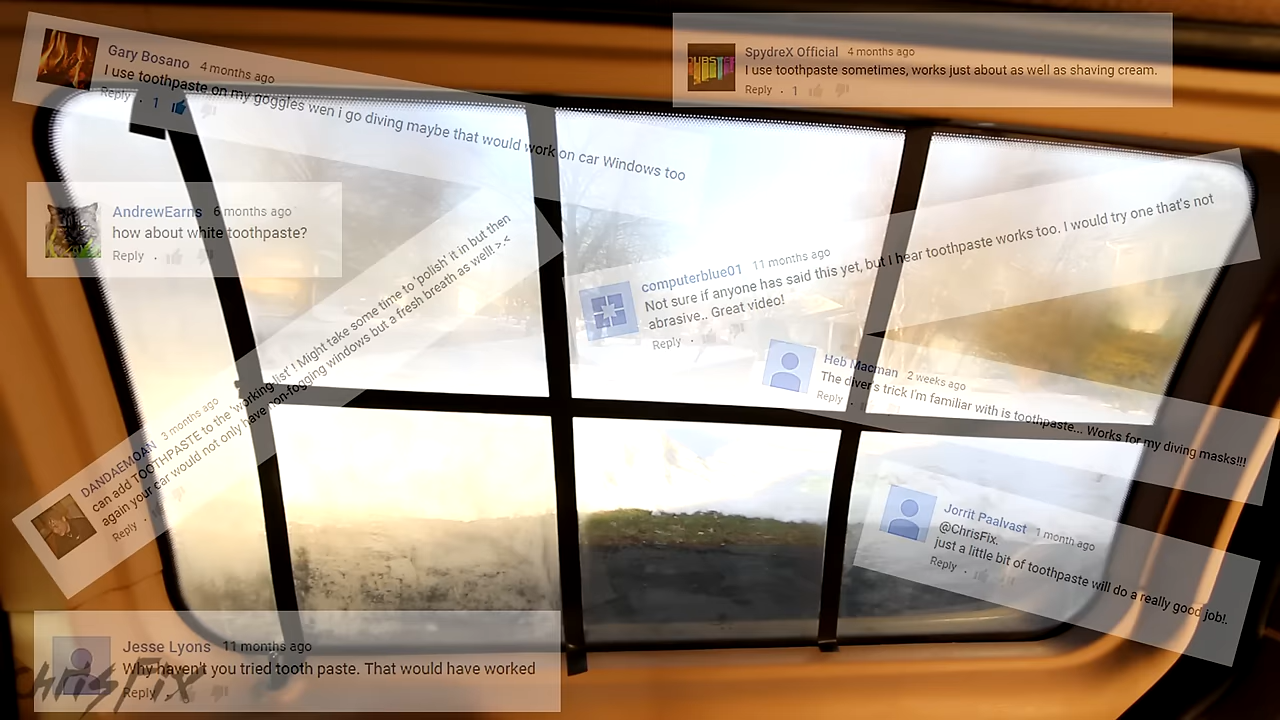 Gary Bosano 4 months ago
I use toothpaste on my goggles wen i go diving maybe that would work on car Windows too
Reply · 1
SpydreX Official 4 months ago
I use toothpaste sometimes, works just about as well as shaving cream.
Reply · 1
AndrewEarns 6 months ago
how about white toothpaste?
Reply ·
computerblue01 11 months ago
Not sure if anyone has said this yet, but I hear toothpaste works too. I would try one that's not
abrasive.. Great video!
Reply ·
Heb Macman 2 weeks ago
The diver's trick I'm familiar with is toothpaste... Works for my diving masks!!!
Reply ·
DANDAEMOAN 3 months ago
can add TOOTHPASTE to the 'working list'! Might take some time to 'polish' it in but then
again your car would not only have non-fogging windows but a fresh breath as well! >.<
Reply ·
Jorrit Paalvast 1 month ago
@ChrisFix,
just a little bit of toothpaste will do a really good job!.
Reply ·
Jesse Lyons 11 months ago
Why haven't you tried tooth paste. That would have worked
Reply ·
chrisFix